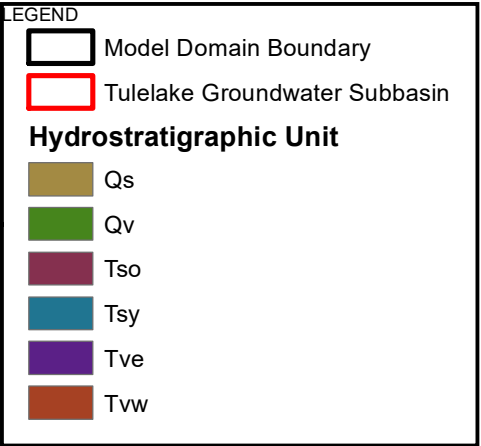 LEGEND
Model Domain Boundary
Tulelake Groundwater Subbasin
Hydrostratigraphic Unit
Qs
Qv
Tso
Tsy
Tve
Tvw